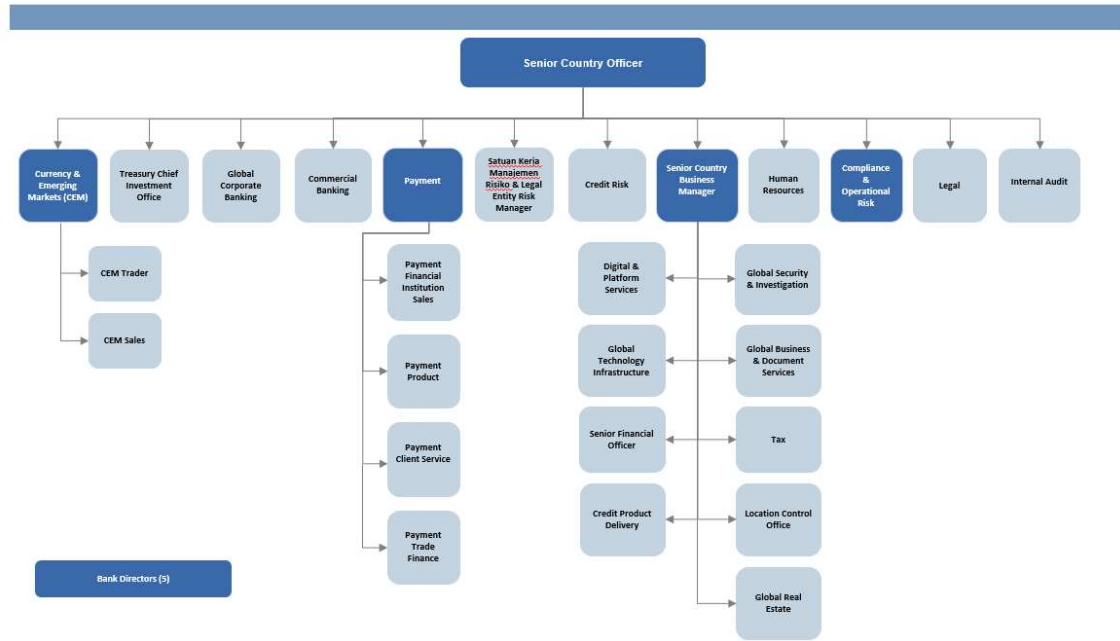 Senior Country Officer
Currency &
Emerging
Markets (CEM)
Treasury Chief
Investment
Office
Global
Corporate
Banking
Commercial
Banking
Payment
Satuan Kerja
Manajemen
Risiko & Legal
Entity Risk
Manager
Credit Risk
Senior Country
Business
Manager
Human
Resources
Compliance
&
Operational
Risk
Legal
Internal Audit
CEM Trader
CEM Sales
Payment
Financial
Institution
Sales
Payment
Product
Payment
Client Service
Payment
Trade
Finance
Digital &
Platform
Services
Global Security
& Investigation
Global
Technology
Infrastructure
Global Business
& Document
Services
Senior Financial
Officer
Tax
Credit Product
Delivery
Location Control
Office
Global Real
Estate
Bank Directors (5)